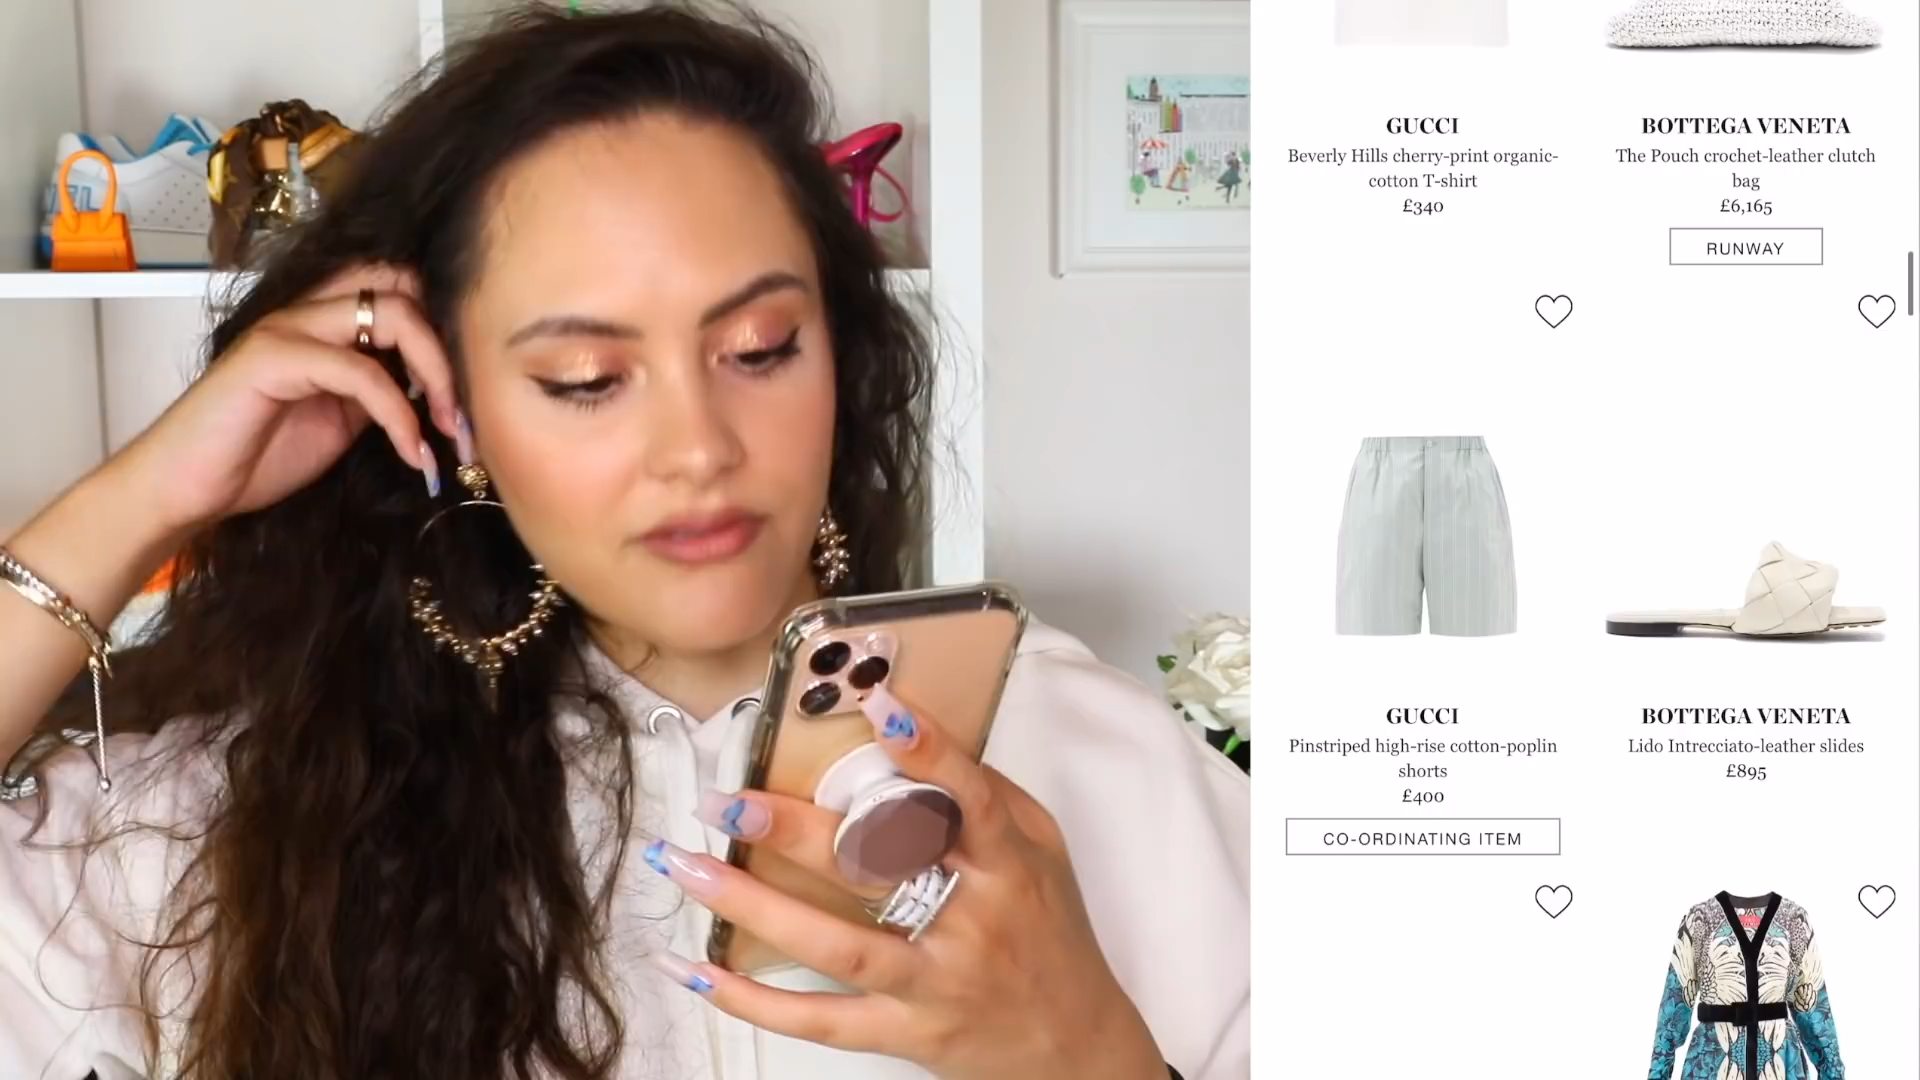 GUCCI
Beverly Hills cherry-print organic-
cotton T-shirt
£340
BOTTEGA VENETA
The Pouch crochet-leather clutch
bag
£6,165
RUNWAY
GUCCI
Pinstriped high-rise cotton-poplin
shorts
£400
CO-ORDINATING ITEM
BOTTEGA VENETA
Lido Intrecciato-leather slides
£895